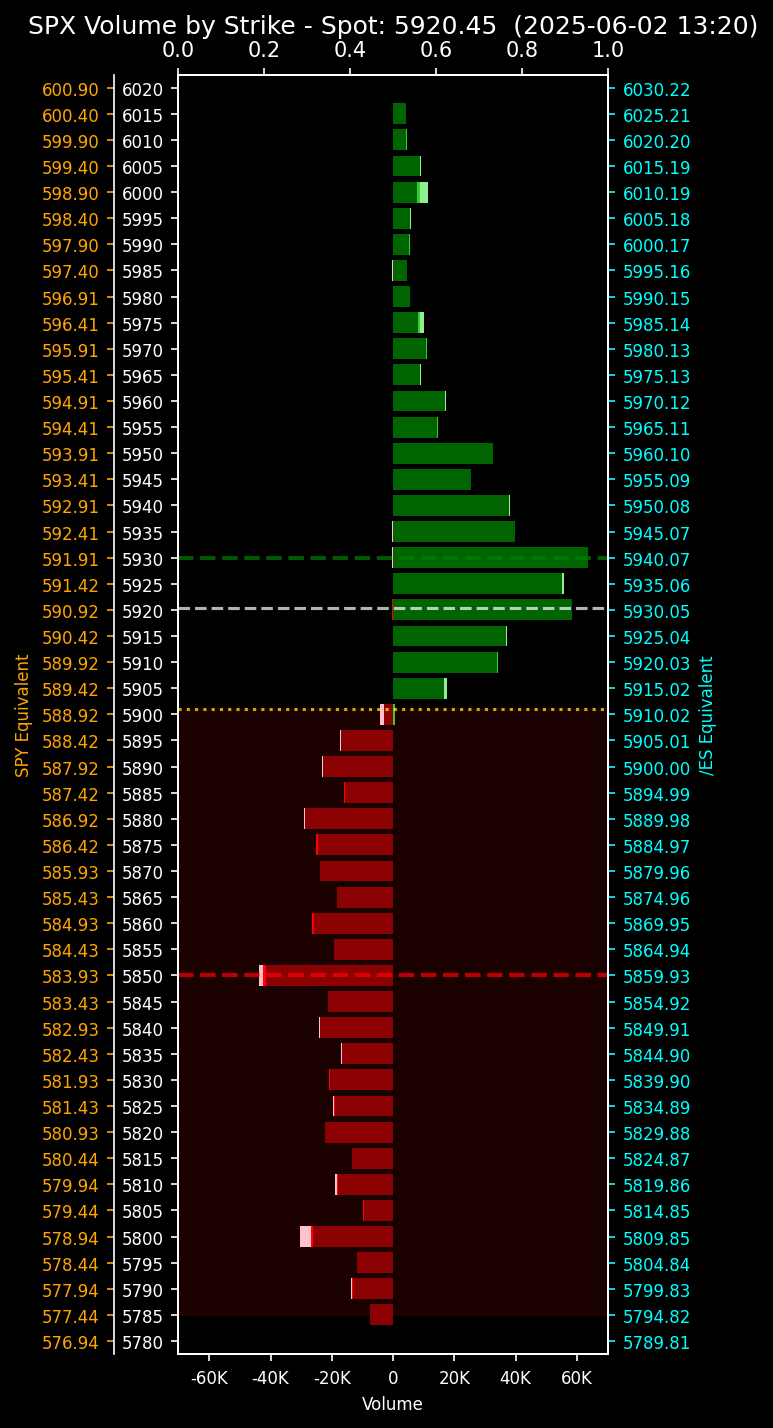 SPX Volume by Strike - Spot: 5920.45 (2025-06-02 13:20)
0.0 0.2 0.4 0.6 0.8 1.0
600.90 6020 6030.22
600.40 6015 6025.21
599.90 6010 6020.20
599.40 6005 6015.19
598.90 6000 6010.19
598.40 5995 6005.18
597.90 5990 6000.17
597.40 5985 5995.16
596.91 5980 5990.15
596.41 5975 5985.14
595.91 5970 5980.13
595.41 5965 5975.13
594.91 5960 5970.12
594.41 5955 5965.11
593.91 5950 5960.10
593.41 5945 5955.09
592.91 5940 5950.08
592.41 5935 5945.07
591.91 5930 5940.07
591.42 5925 5935.06
590.92 5920 5930.05
590.42 5915 5925.04
589.92 5910 5920.03
589.42 5905 5915.02
588.92 5900 5910.02
588.42 5895 5905.01
587.92 5890 5900.00
587.42 5885 5894.99
586.92 5880 5889.98
586.42 5875 5884.97
585.93 5870 5879.96
585.43 5865 5874.96
584.93 5860 5869.95
584.43 5855 5864.94
583.93 5850 5859.93
583.43 5845 5854.92
582.93 5840 5849.91
582.43 5835 5844.90
581.93 5830 5839.90
581.43 5825 5834.89
580.93 5820 5829.88
580.44 5815 5824.87
579.94 5810 5819.86
579.44 5805 5814.85
578.94 5800 5809.85
578.44 5795 5804.84
577.94 5790 5799.83
577.44 5785 5794.82
576.94 5780 5789.81
SPY Equivalent
/ES Equivalent
-60K -40K -20K 0 20K 40K 60K
Volume